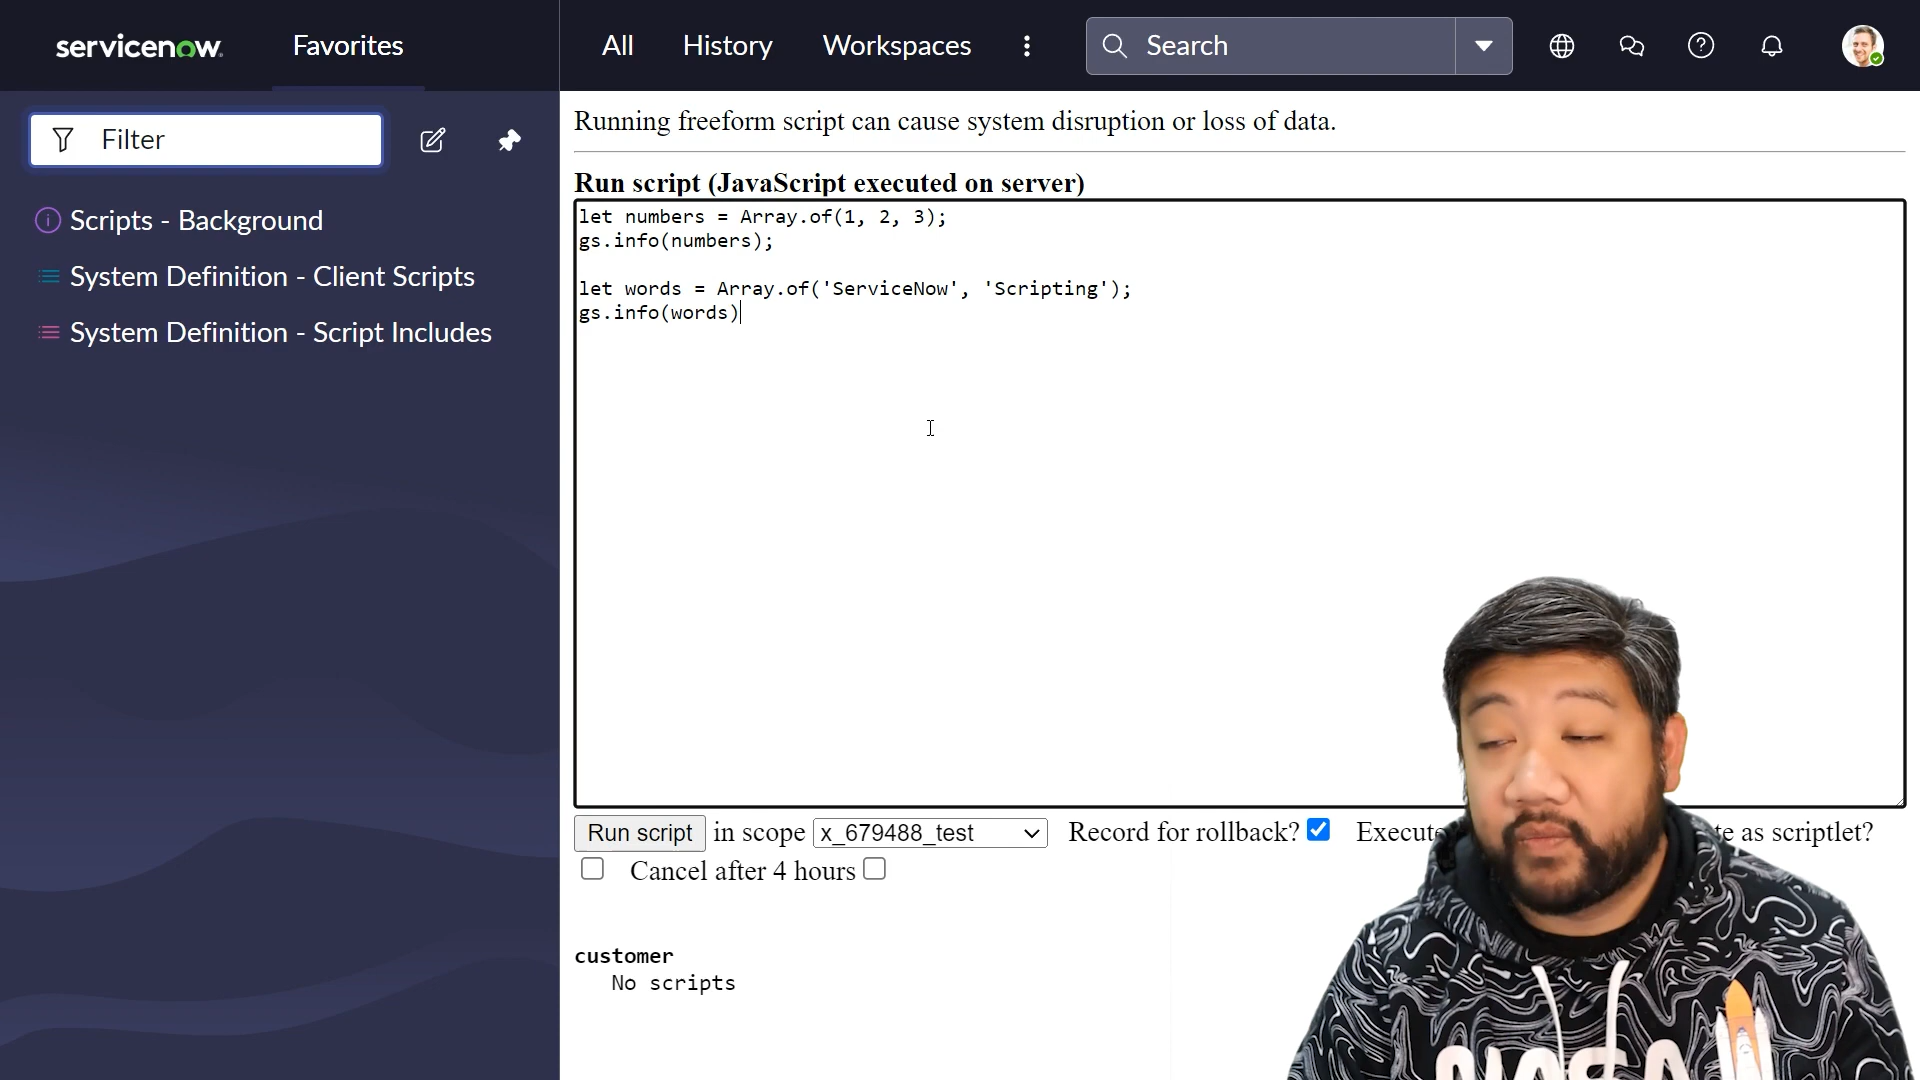 servicenow
Favorites
All
History
Workspaces
Search
Filter
Scripts - Background
System Definition - Client Scripts
System Definition - Script Includes
Running freeform script can cause system disruption or loss of data.
Run script (JavaScript executed on server)
let numbers = Array.of(1, 2, 3);
gs.info(numbers);
let words = Array.of('ServiceNow', 'Scripting');
gs.info(words)
Run script in scope x_679488_test Record for rollback? Execute as scriptlet?
Cancel after 4 hours
customer
No scripts
NASA